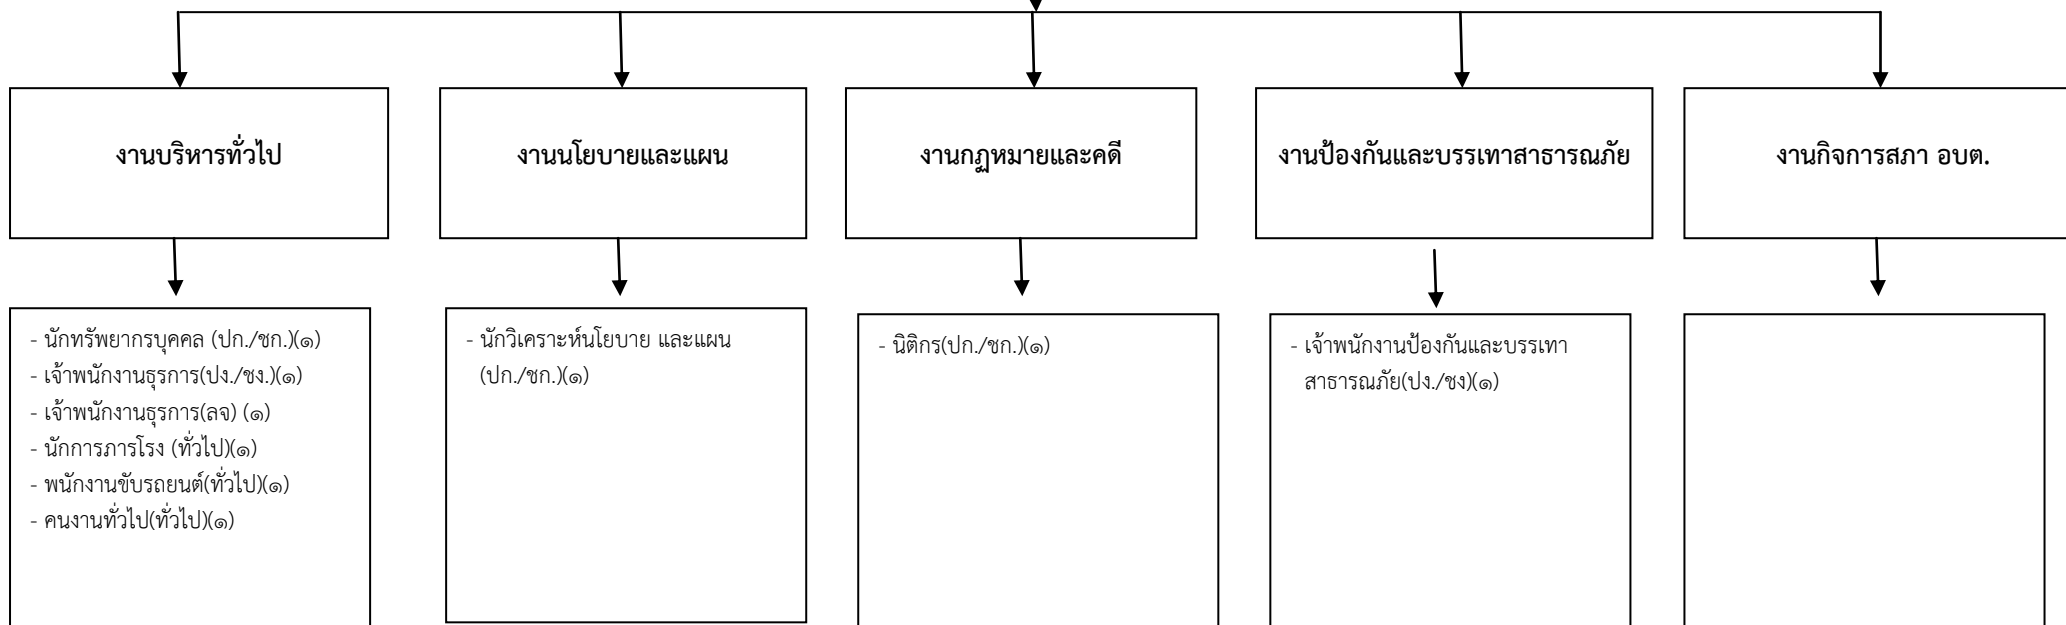 งานบริหารทั่วไป
งานนโยบายและแผน
งานกฏหมายและคดี
งานป้องกันและบรรเทาสาธารณภัย
งานกิจการสภา อบต.
- นักทรัพยากรบุคคล (ปก./ชก.)(๑)
- เจ้าพนักงานธุรการ(ปง./ชง.)(๑)
- เจ้าพนักงานธุรการ(ลจ) (๑)
- นักการภารโรง (ทั่วไป)(๑)
- พนักงานขับรถยนต์(ทั่วไป)(๑)
- คนงานทั่วไป(ทั่วไป)(๑)
- นักวิเคราะห์นโยบาย และแผน
(ปก./ชก.)(๑)
- นิติกร(ปก./ชก.)(๑)
- เจ้าพนักงานป้องกันและบรรเทา
สาธารณภัย(ปง./ชง)(๑)